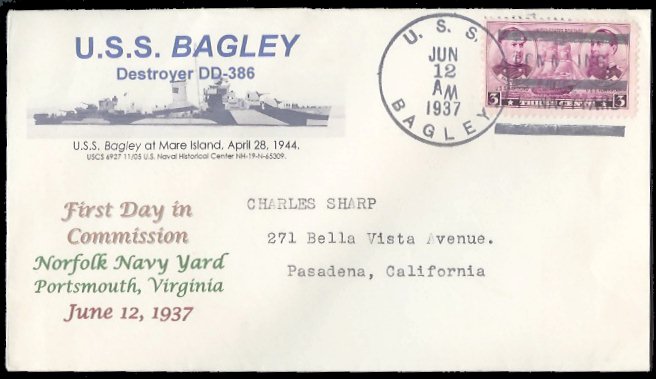 U.S.S. BAGLEY
Destroyer DD-386
U.S.S. Bagley at Mare Island, April 28, 1944.
USCS 6927 11/05 U.S. Naval Historical Center NH-19-N-65309.
First Day in
Commission
Norfolk Navy Yard
Portsmouth, Virginia
June 12, 1937
U. S. S.
JUN
12
AM
1937
BAGLEY
3
3
CHARLES SHARP
271 Bella Vista Avenue.
Pasadena, California